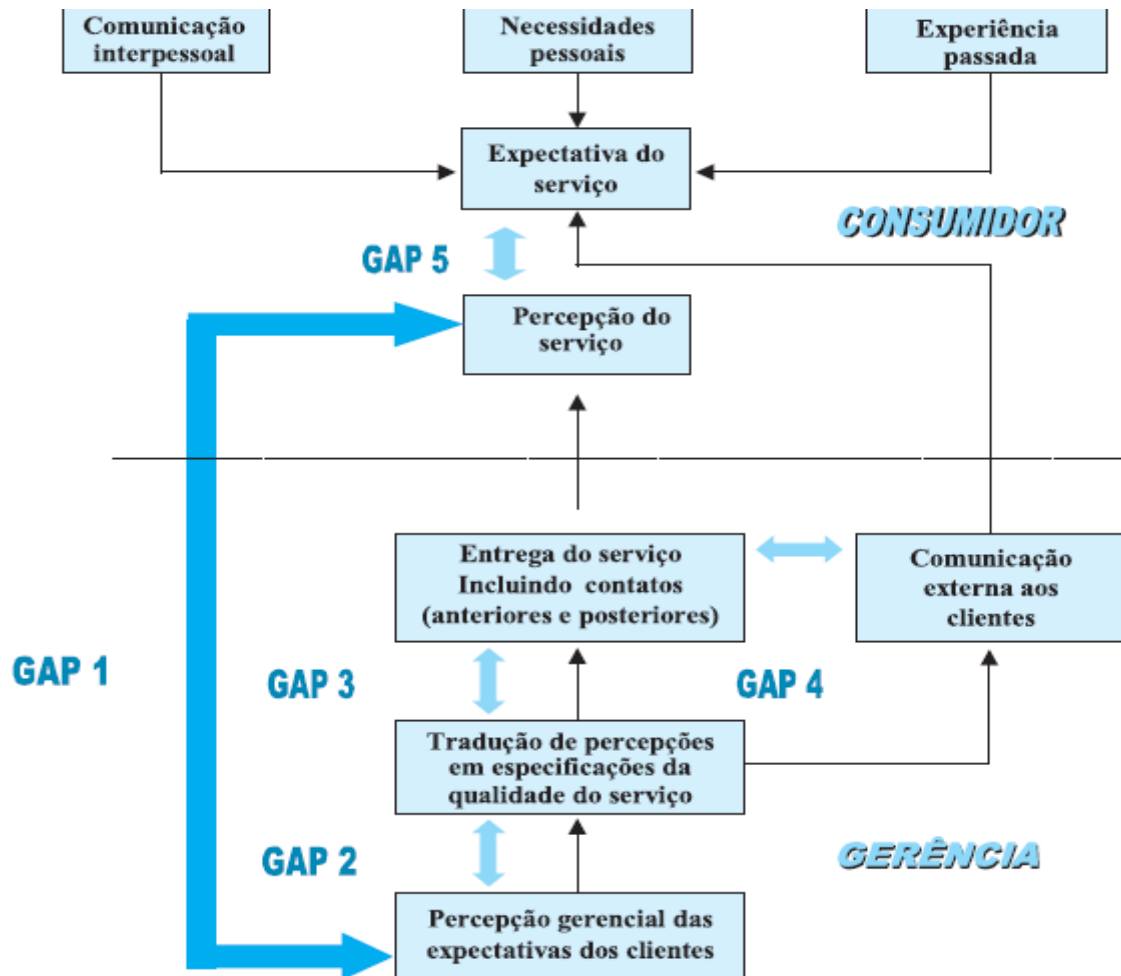 Comunicação
interpessoal
Necessidades
pessoais
Experiência
passada
Expectativa do
serviço
CONSUMIDOR
GAP 5
Percepção do
serviço
Entrega do serviço
Incluindo contatos
(anteriores e posteriores)
Comunicação
externa aos
clientes
GAP 1
GAP 3
GAP 4
Tradução de percepções
em especificações da
qualidade do serviço
GAP 2
GERÊNCIA
Percepção gerencial das
expectativas dos clientes